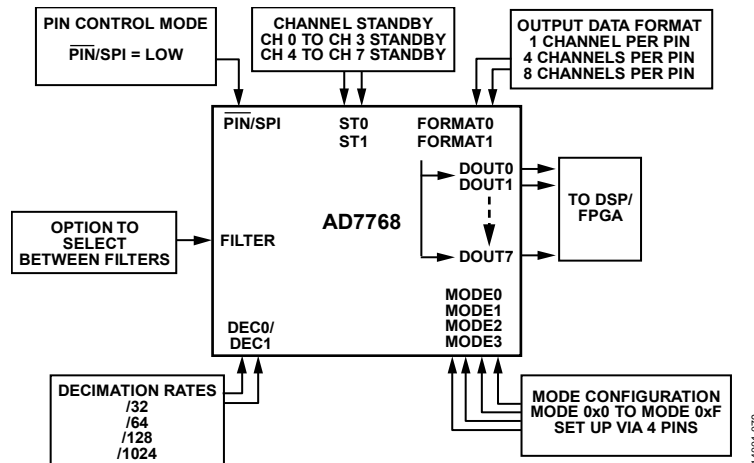 PIN CONTROL MODE
PIN/SPI = LOW
CHANNEL STANDBY
CH 0 TO CH 3 STANDBY
CH 4 TO CH 7 STANDBY
OUTPUT DATA FORMAT
1 CHANNEL PER PIN
4 CHANNELS PER PIN
8 CHANNELS PER PIN
PIN/SPI
ST0
ST1
FORMAT0
FORMAT1
DOUT0
DOUT1
DOUT7
TO DSP/
FPGA
AD7768
OPTION TO
SELECT
BETWEEN FILTERS
FILTER
DEC0/
DEC1
MODE0
MODE1
MODE2
MODE3
DECIMATION RATES
/32
/64
/128
/1024
MODE CONFIGURATION
MODE 0x0 TO MODE 0xF
SET UP VIA 4 PINS